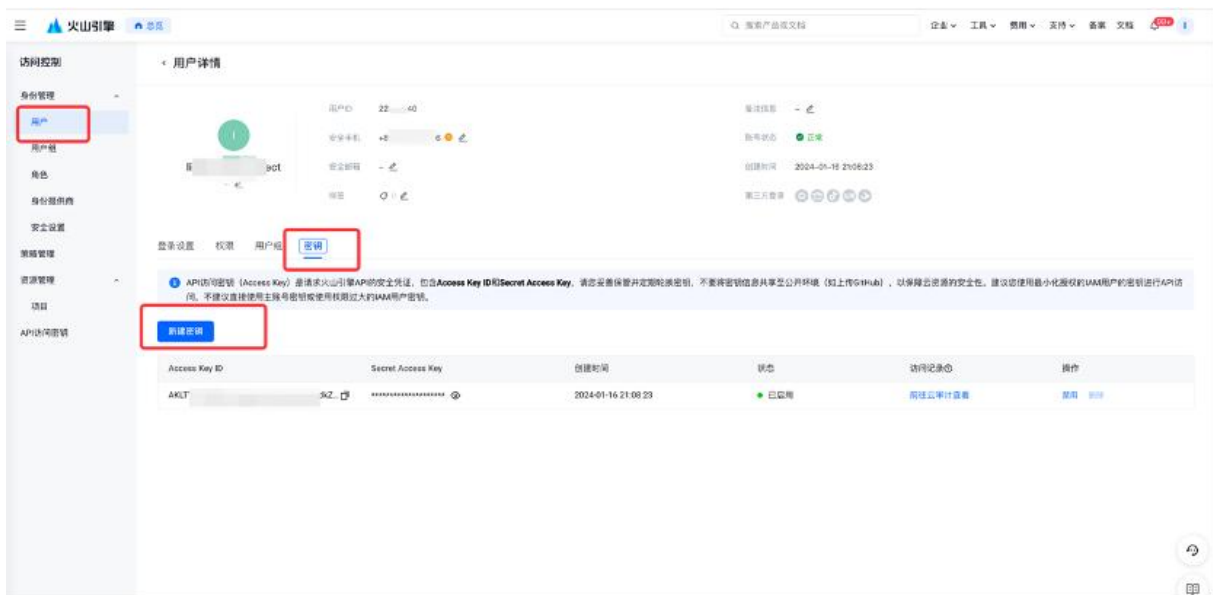 火山引擎 总览 搜索产品或文档 企业 工具 费用 支持 备案 文档 99+ I
访问控制
用户详情
身份管理
用户
用户组
角色
身份提供商
安全设置
策略管理
资源管理
项目
API访问密钥
I
ect
用户ID 22 40
备注信息 -
安全手机 +8 6
账号状态 正常
安全邮箱 -
创建时间 2024-01-16 21:08:23
标签 0
第三方登录
登录设置 权限 用户组 密钥
API访问密钥（Access Key）是请求火山引擎API的安全凭证，包含Access Key ID和Secret Access Key，请您妥善保管并定期轮换密钥，不要将密钥信息共享至公开环境（如上传GitHub），以保障云资源的安全性。建议您使用最小化授权的IAM用户的密钥进行API访
问，不建议直接使用主账号密钥或使用权限过大的IAM用户密钥。
新建密钥
Access Key ID Secret Access Key 创建时间 状态 访问记录 操作
AKLT dkZ... ******************** 2024-01-16 21:08:23 已启用 前往云审计查看 禁用 删除